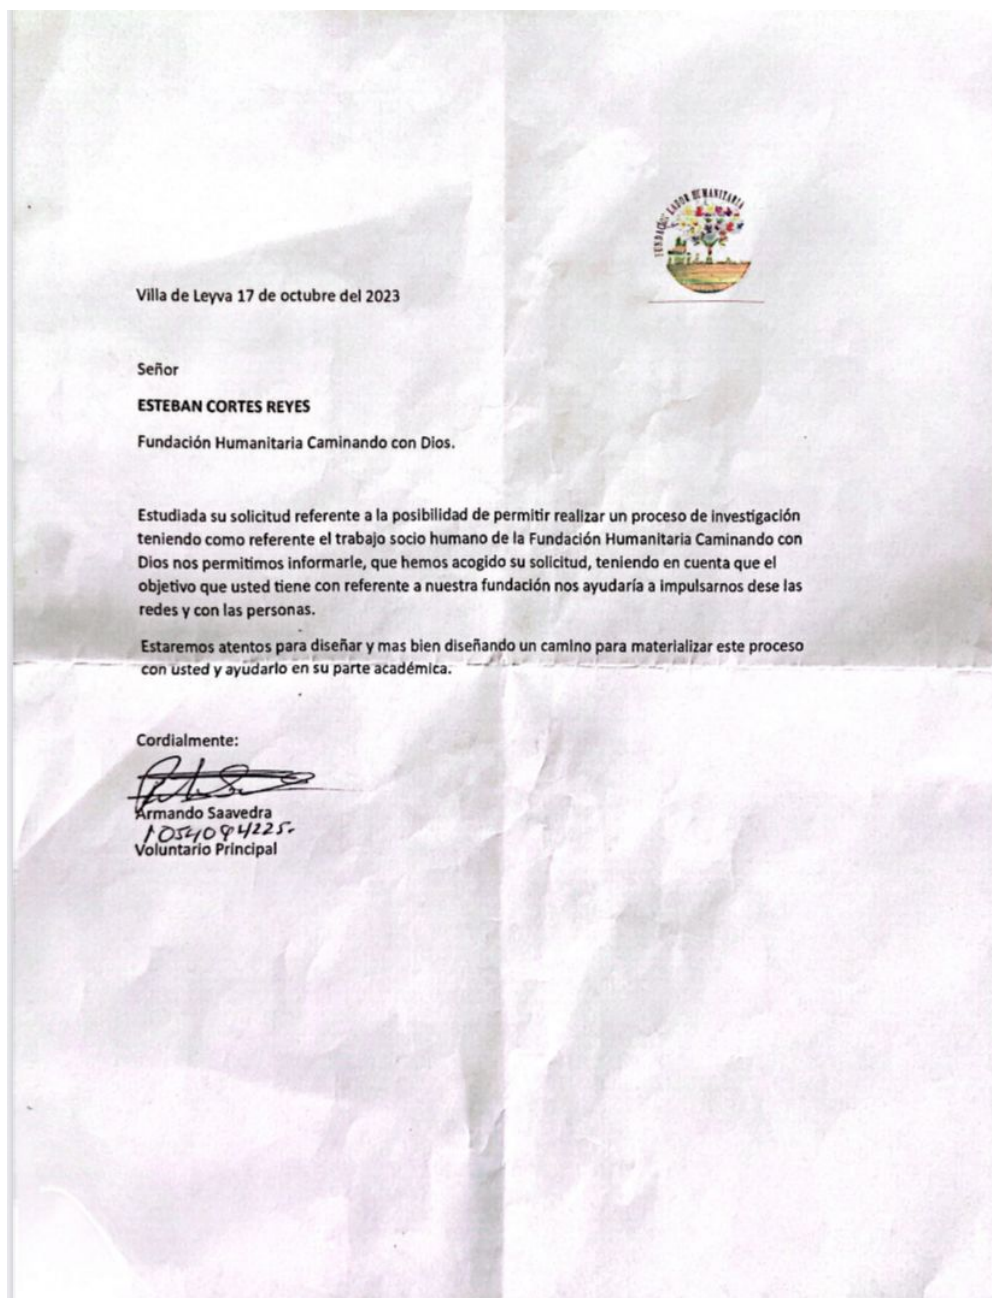 FUNDACIÓN LABOR HUMANITARIA
Villa de Leyva 17 de octubre del 2023
Señor
ESTEBAN CORTES REYES
Fundación Humanitaria Caminando con Dios.
Estudiada su solicitud referente a la posibilidad de permitir realizar un proceso de investigación
teniendo como referente el trabajo socio humano de la Fundación Humanitaria Caminando con
Dios nos permitimos informarle, que hemos acogido su solicitud, teniendo en cuenta que el
objetivo que usted tiene con referente a nuestra fundación nos ayudaría a impulsarnos dese las
redes y con las personas.
Estaremos atentos para diseñar y mas bien diseñando un camino para materializar este proceso
con usted y ayudarlo en su parte académica.
Cordialmente:
Armando Saavedra
1054094225.
Voluntario Principal